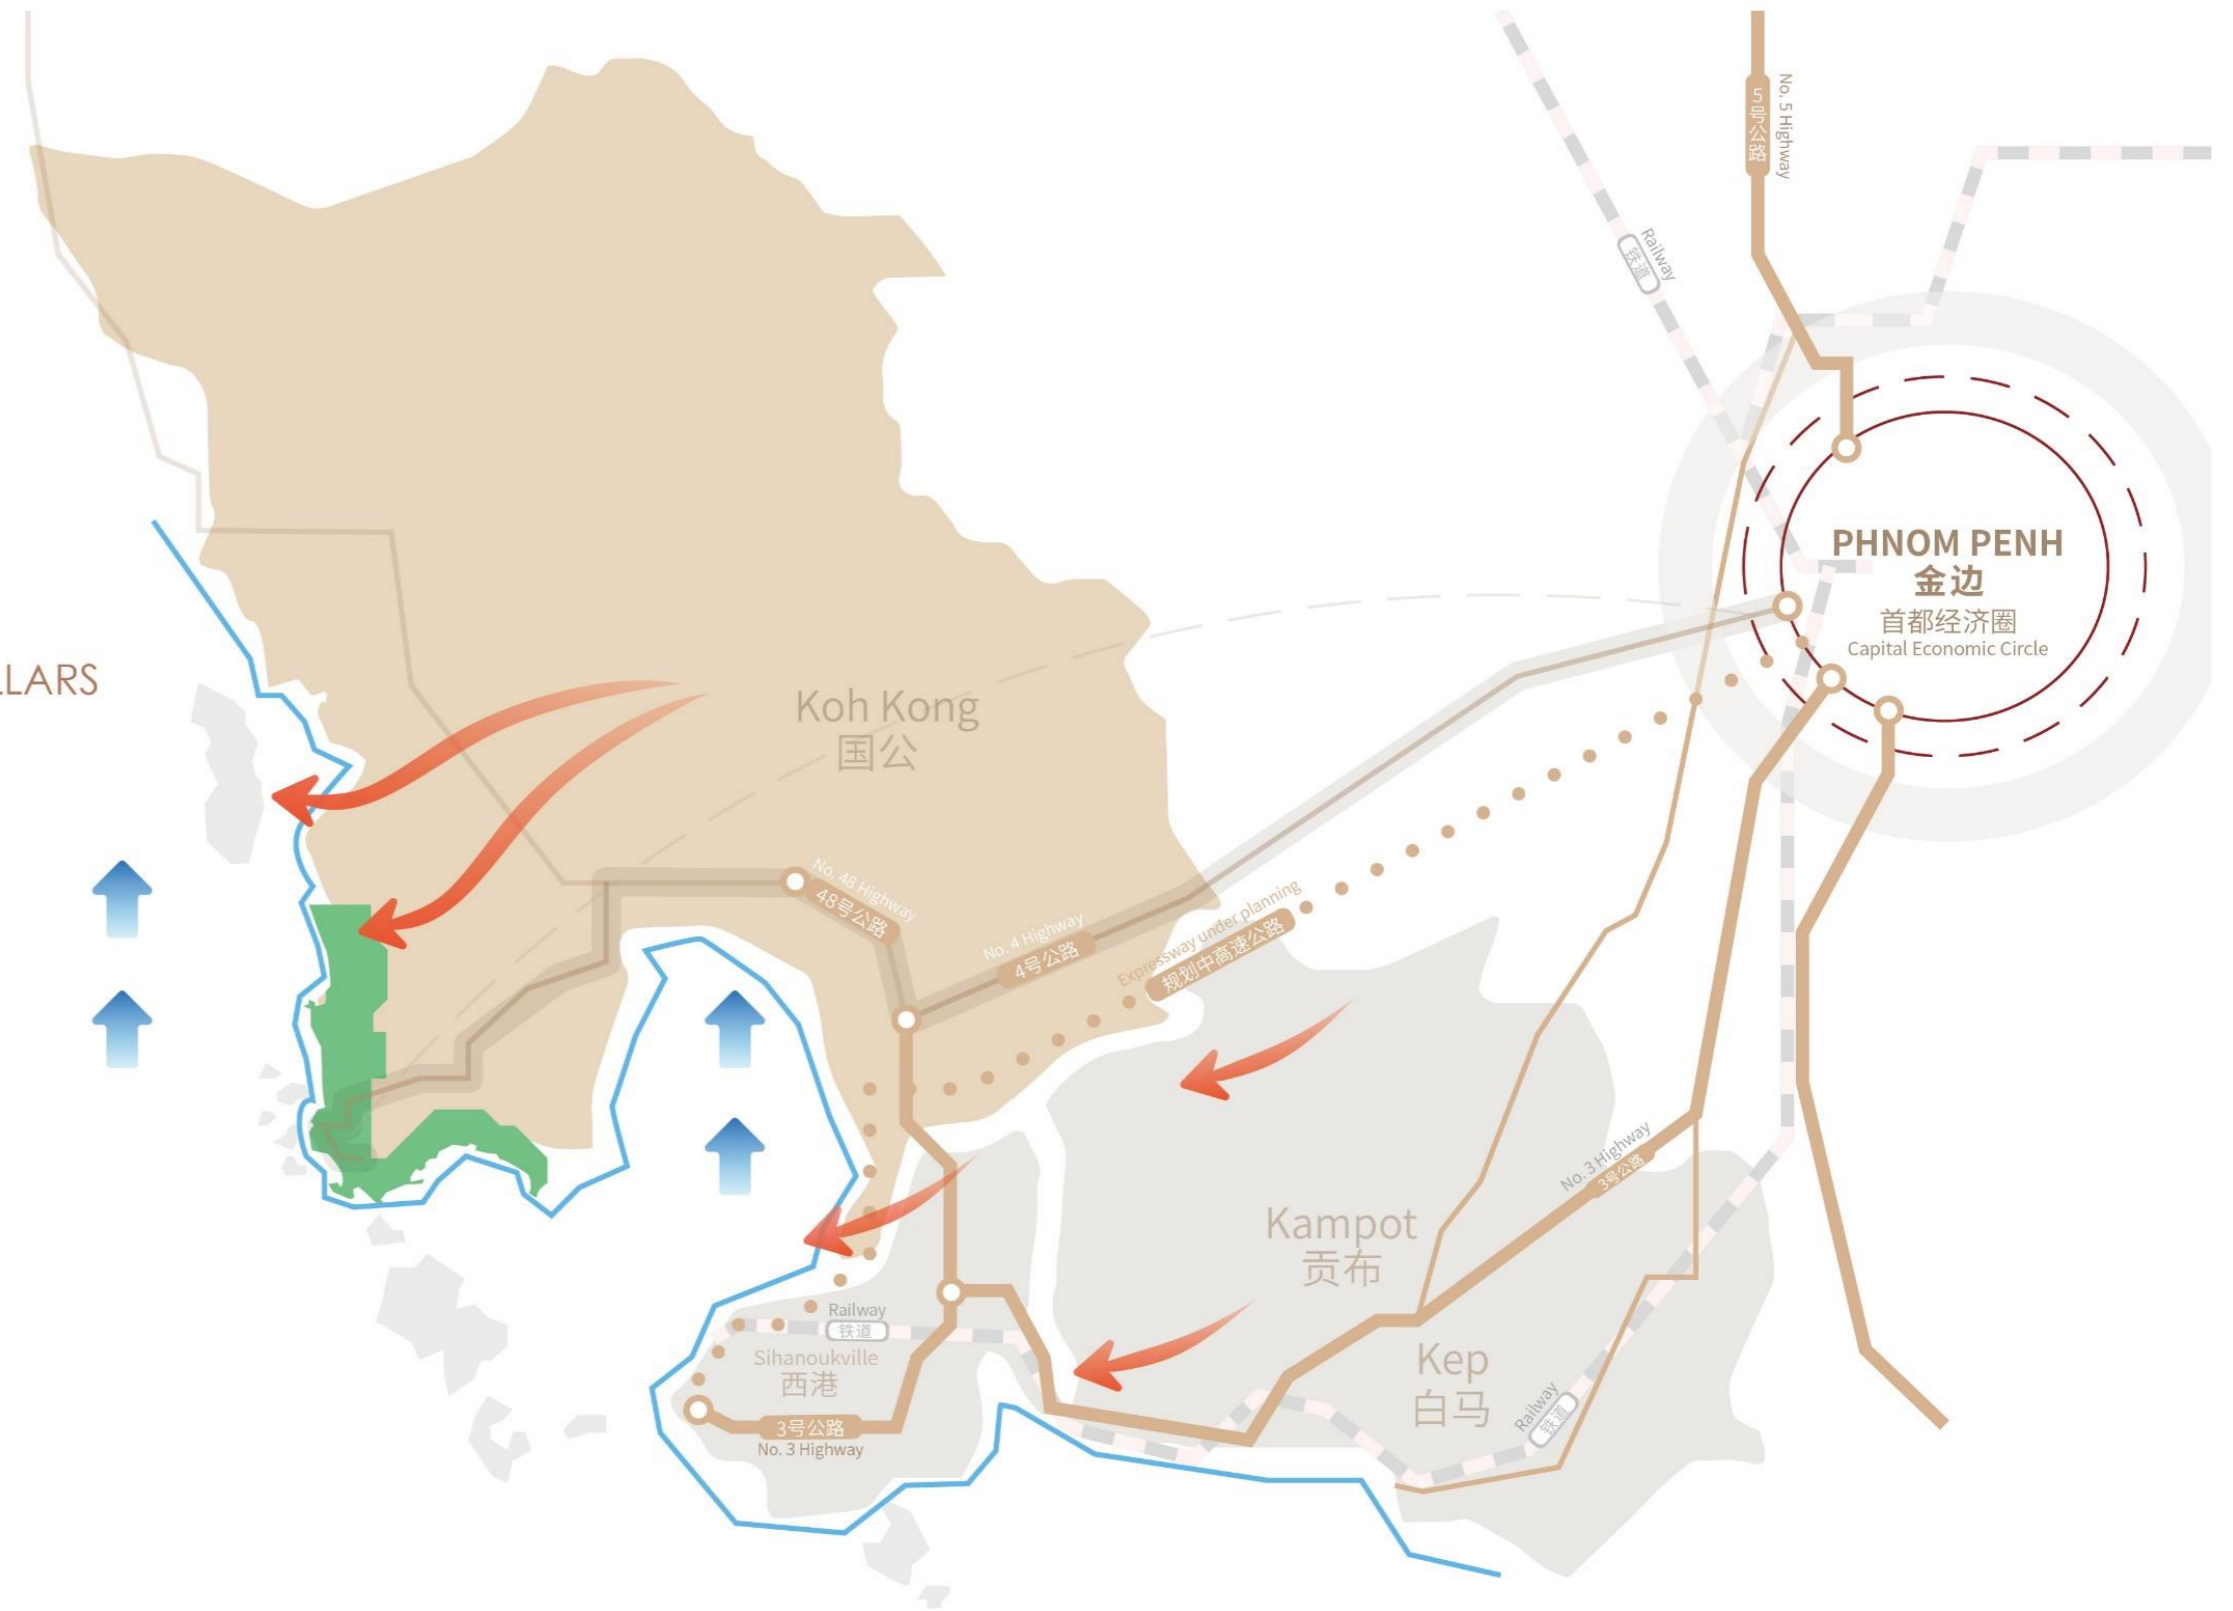 5号公路
No. 5 Highway
Railway
铁道
PHNOM PENH
金边
首都经济圈
Capital Economic Circle
LARS
Koh Kong
国公
No. 48 Highway
48号公路
No. 4 Highway
4号公路
Expressway under planning
规划中高速公路
No. 3 Highway
3号公路
Kampot
贡布
Railway
铁道
Sihanoukville
西港
Kep
白马
Railway
铁道
3号公路
No. 3 Highway